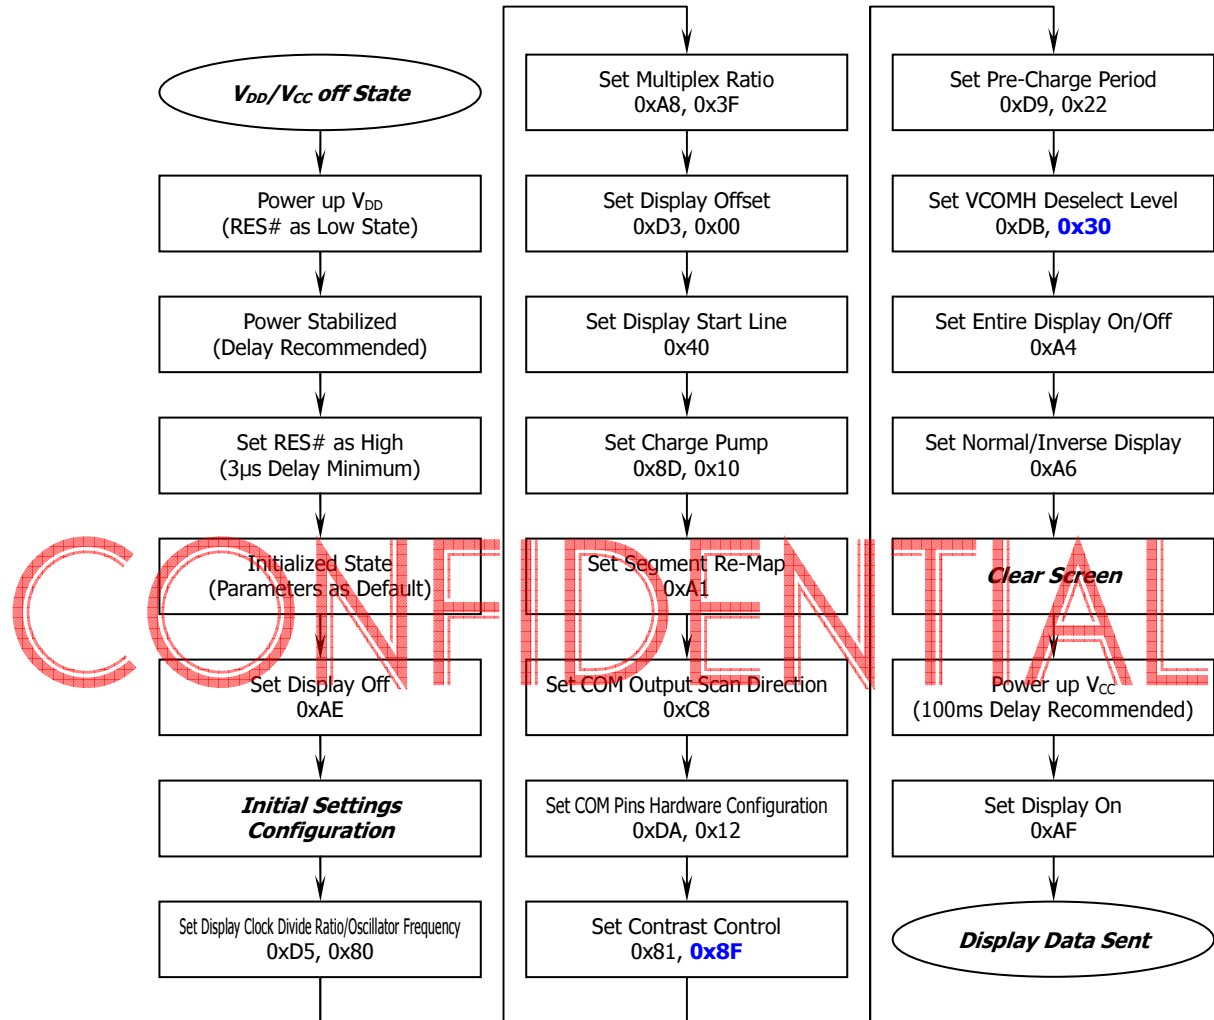 V_DD/V_CC off State
Power up V_DD
(RES# as Low State)
Power Stabilized
(Delay Recommended)
Set RES# as High
(3μs Delay Minimum)
Initialized State
(Parameters as Default)
Set Display Off
0xAE
Initial Settings
Configuration
Set Display Clock Divide Ratio/Oscillator Frequency
0xD5, 0x80
Set Multiplex Ratio
0xA8, 0x3F
Set Display Offset
0xD3, 0x00
Set Display Start Line
0x40
Set Charge Pump
0x8D, 0x10
Set Segment Re-Map
0xA1
Set COM Output Scan Direction
0xC8
Set COM Pins Hardware Configuration
0xDA, 0x12
Set Contrast Control
0x81, 0x8F
Set Pre-Charge Period
0xD9, 0x22
Set VCOMH Deselect Level
0xDB, 0x30
Set Entire Display On/Off
0xA4
Set Normal/Inverse Display
0xA6
Clear Screen
Power up V_CC
(100ms Delay Recommended)
Set Display On
0xAF
Display Data Sent
CONFIDENTIAL